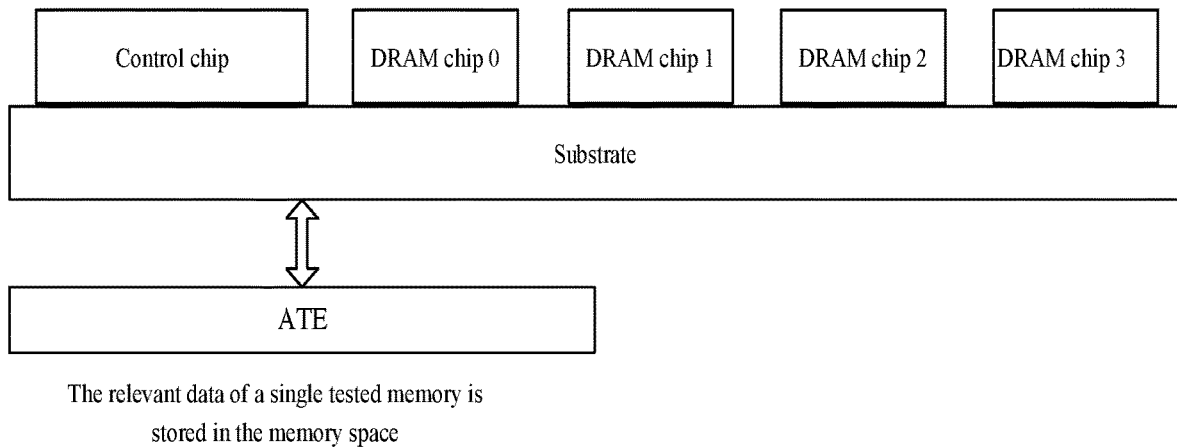 Control chip
DRAM chip 0
DRAM chip 1
DRAM chip 2
DRAM chip 3
Substrate
ATE
The relevant data of a single tested memory is
stored in the memory space